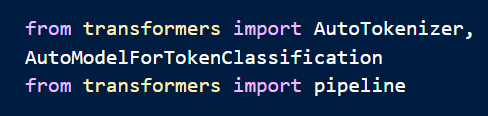 from transformers import AutoTokenizer,
AutoModelForTokenClassification
from transformers import pipeline